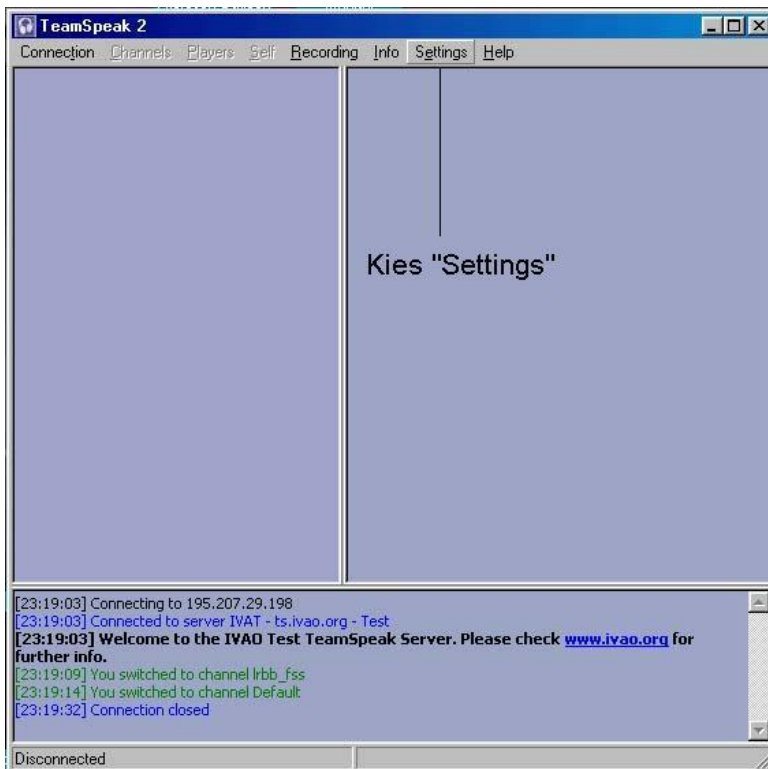 TeamSpeak 2
Connection Channels Players Self Recording Info Settings Help
Kies "Settings"
[23:19:03] Connecting to 195.207.29.198
[23:19:03] Connected to server IVAT - ts.ivao.org - Test
[23:19:03] Welcome to the IVAO Test TeamSpeak Server. Please check www.ivao.org for
further info.
[23:19:09] You switched to channel lrbb_fss
[23:19:14] You switched to channel Default
[23:19:32] Connection closed
Disconnected